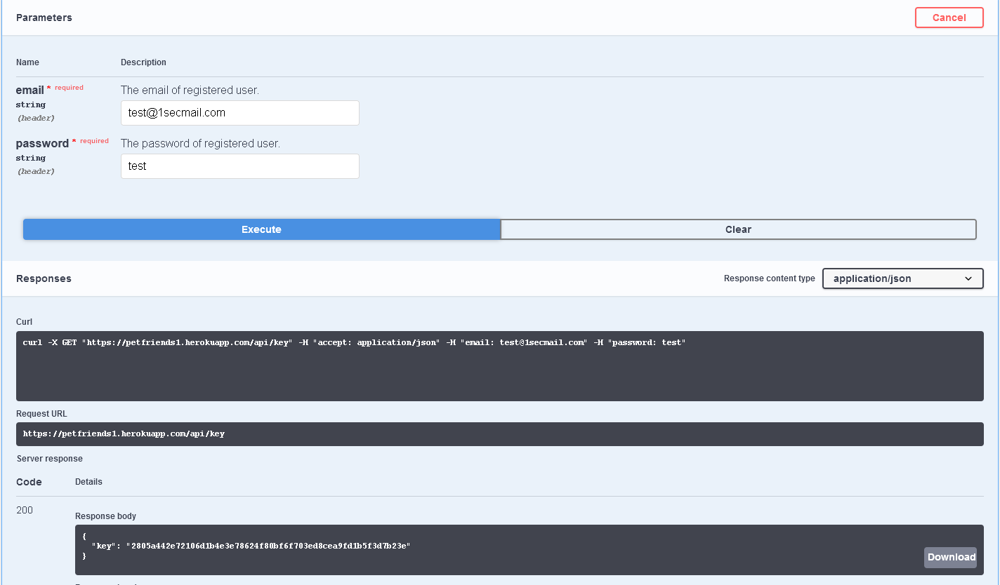 Parameters
Cancel
Name Description
email * required The email of registered user.
string
(header)
test@1secmail.com
password * required The password of registered user.
string
(header)
test
Execute Clear
Responses Response content type application/json
Curl
curl -X GET "https://petfriends1.herokuapp.com/api/key" -H "accept: application/json" -H "email: test@1secmail.com" -H "password: test"
Request URL
https://petfriends1.herokuapp.com/api/key
Server response
Code Details
200
Response body
{
"key": "2805a442e72106d1b4e3e78624f80bf6f703ed8cea9fd1b5f3d7b23e"
}
Download